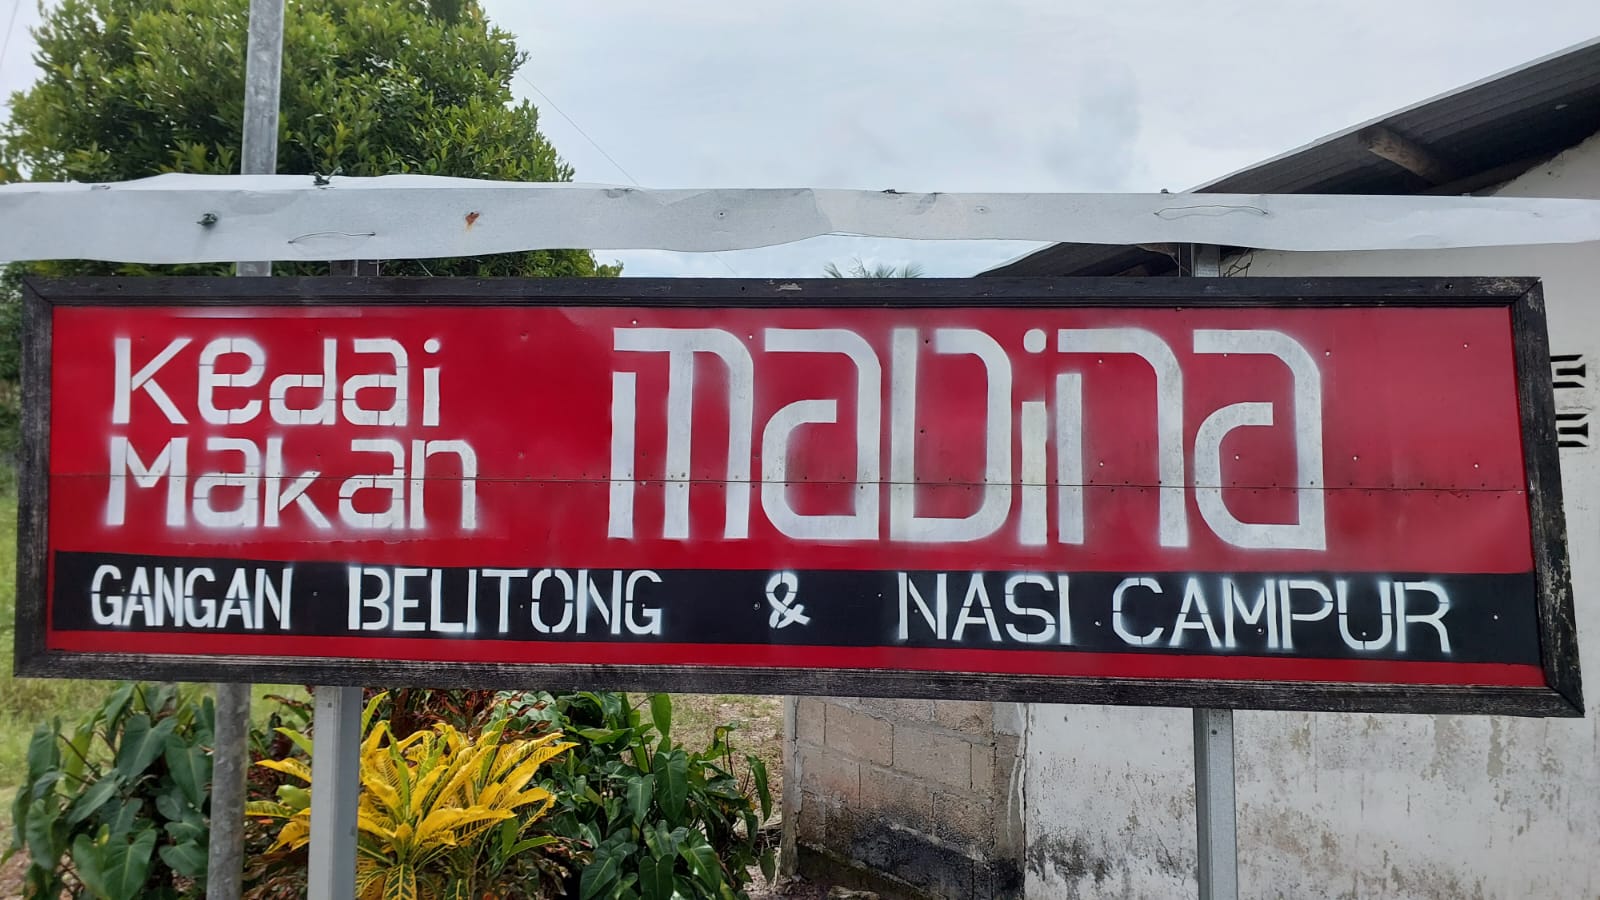 Kedai
Makan
maDina
GANGAN BELITONG & NASI CAMPUR